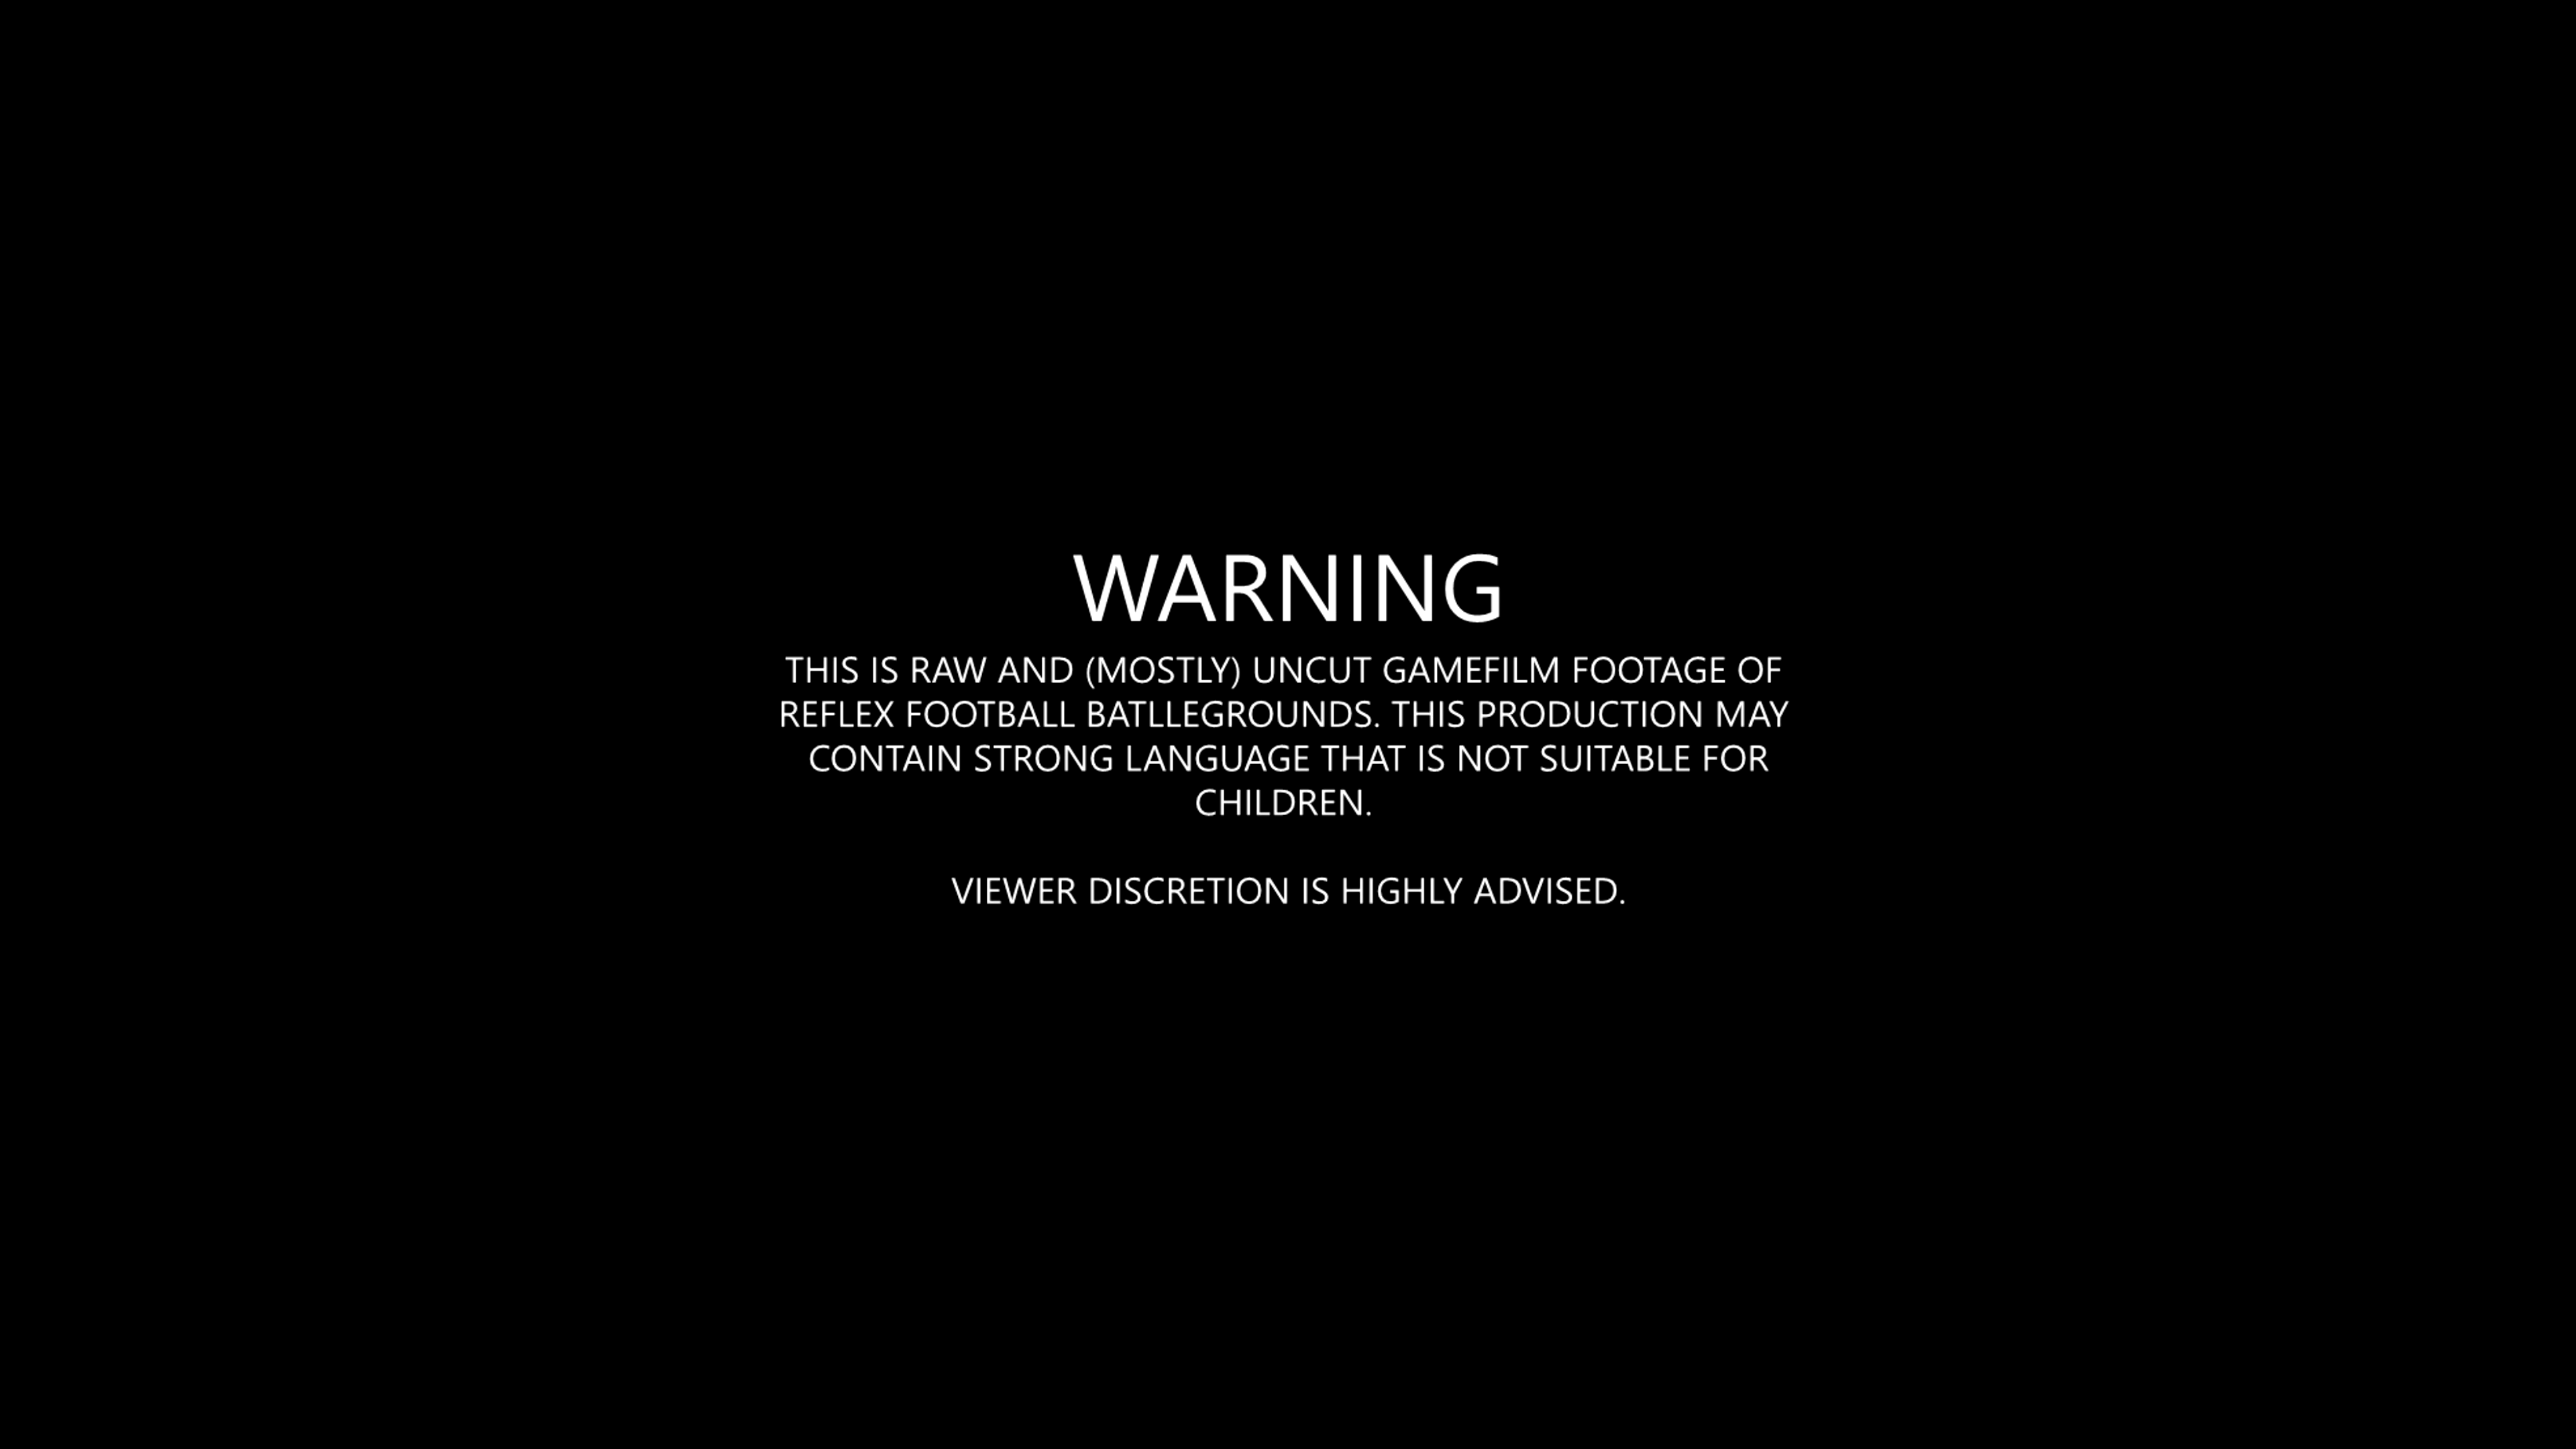 WARNING
THIS IS RAW AND (MOSTLY) UNCUT GAMEFILM FOOTAGE OF
REFLEX FOOTBALL BATLLEGROUNDS. THIS PRODUCTION MAY
CONTAIN STRONG LANGUAGE THAT IS NOT SUITABLE FOR
CHILDREN.
VIEWER DISCRETION IS HIGHLY ADVISED.